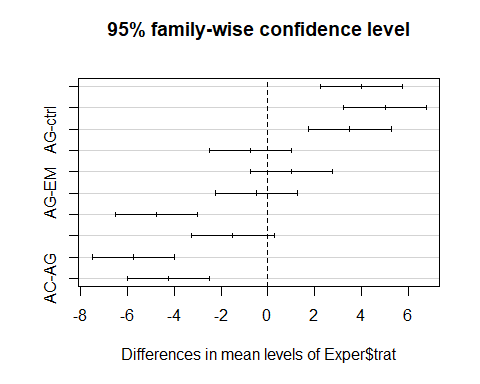 95% family-wise confidence level
AG-ctrl
AG-EM
AC-AG
-8 -6 -4 -2 0 2 4 6
Differences in mean levels of Exper$trat